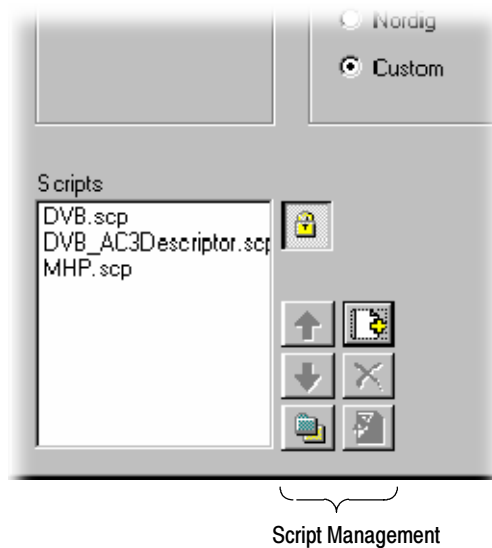 Nordig
Custom
Scripts
DVB.scp
DVB_AC3Descriptor.scp
MHP.scp
Script Management